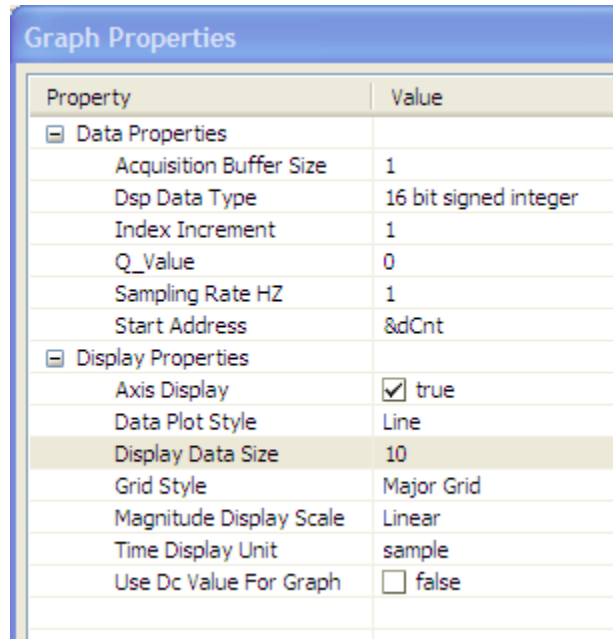 Graph Properties
Property Value
Data Properties
Acquisition Buffer Size 1
Dsp Data Type 16 bit signed integer
Index Increment 1
Q_Value 0
Sampling Rate HZ 1
Start Address &dCnt
Display Properties
Axis Display true
Data Plot Style Line
Display Data Size 10
Grid Style Major Grid
Magnitude Display Scale Linear
Time Display Unit sample
Use Dc Value For Graph false